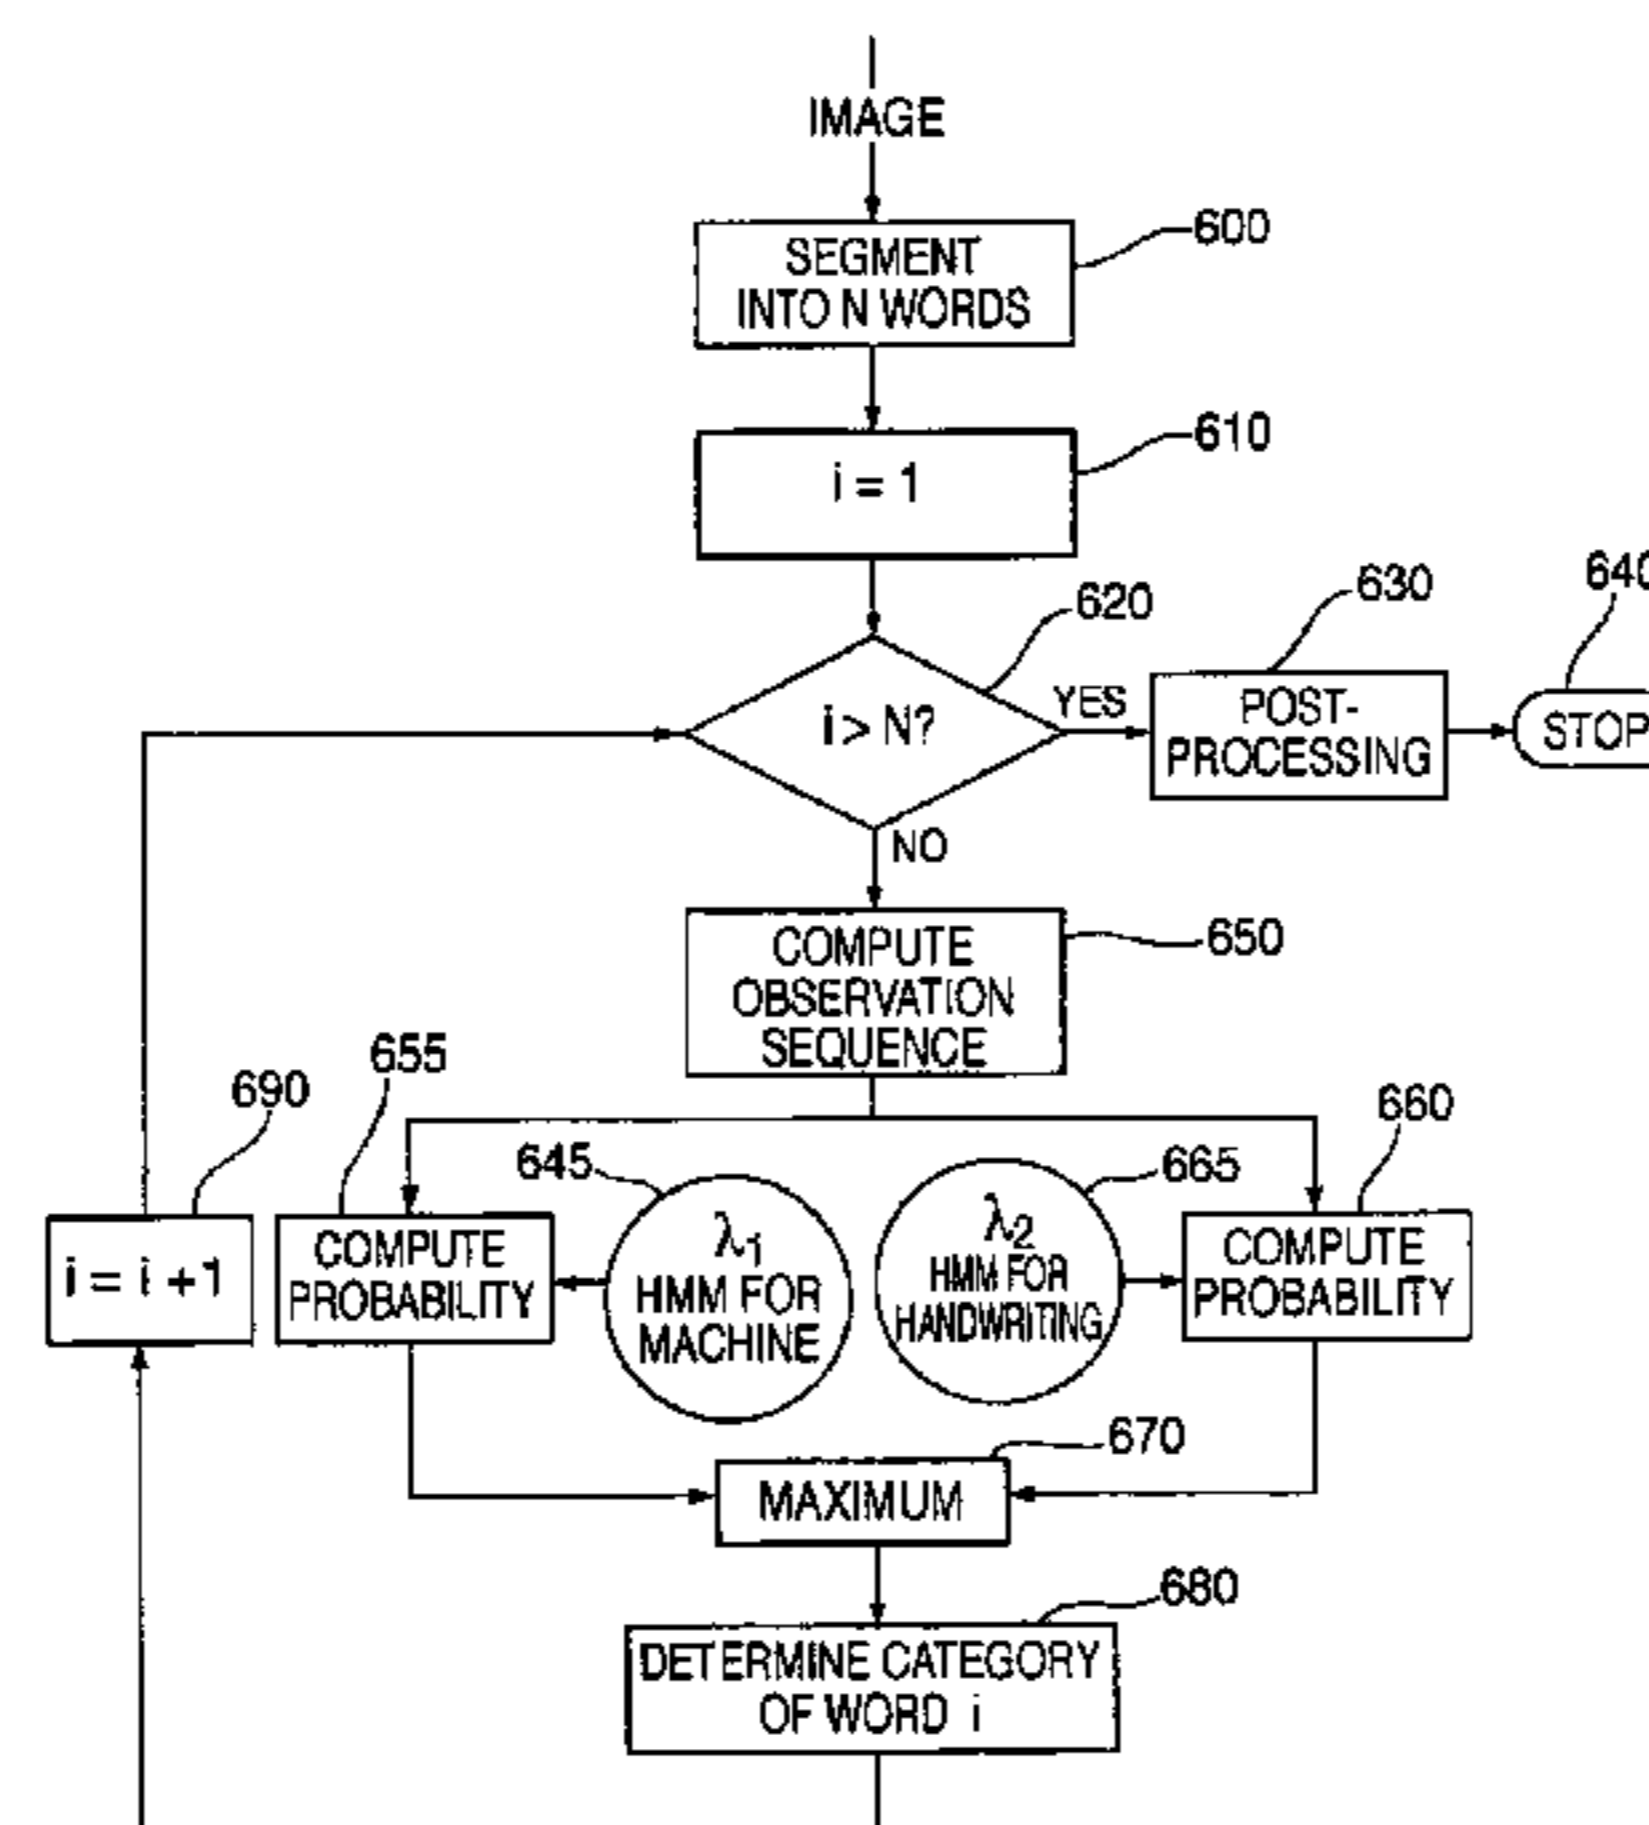 IMAGE
600
SEGMENT
INTO N WORDS
610
i = 1
620
630
640
i > N?
YES
POST-
PROCESSING
STOP
NO
650
COMPUTE
OBSERVATION
SEQUENCE
655
690
660
645
665
i = i +1
COMPUTE
PROBABILITY
λ1
HMM FOR
MACHINE
λ2
HMM FOR
HANDWRITING
COMPUTE
PROBABILITY
670
MAXIMUM
680
DETERMINE CATEGORY
OF WORD i